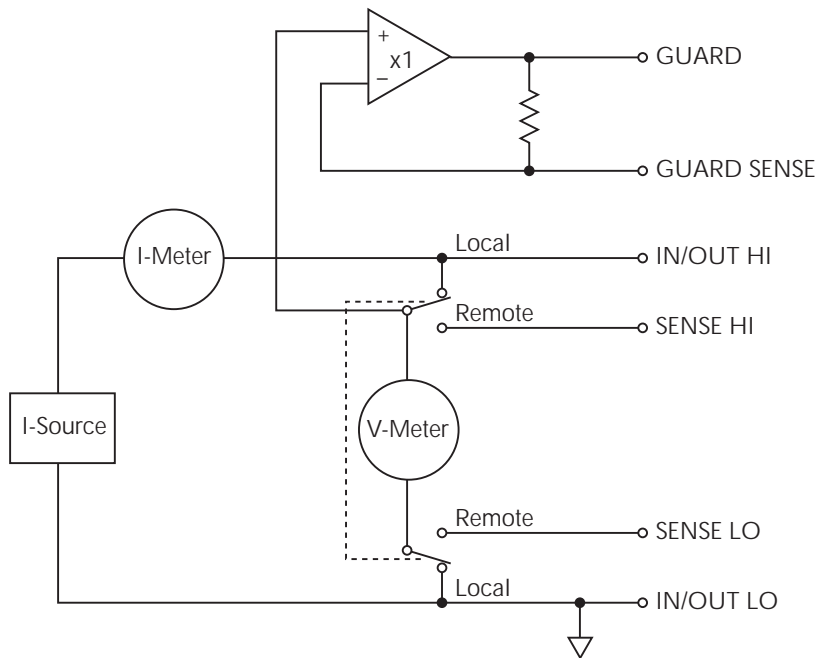 +
x1
−
GUARD
GUARD SENSE
I-Meter
Local
IN/OUT HI
Remote
SENSE HI
I-Source
V-Meter
Remote
SENSE LO
Local
IN/OUT LO